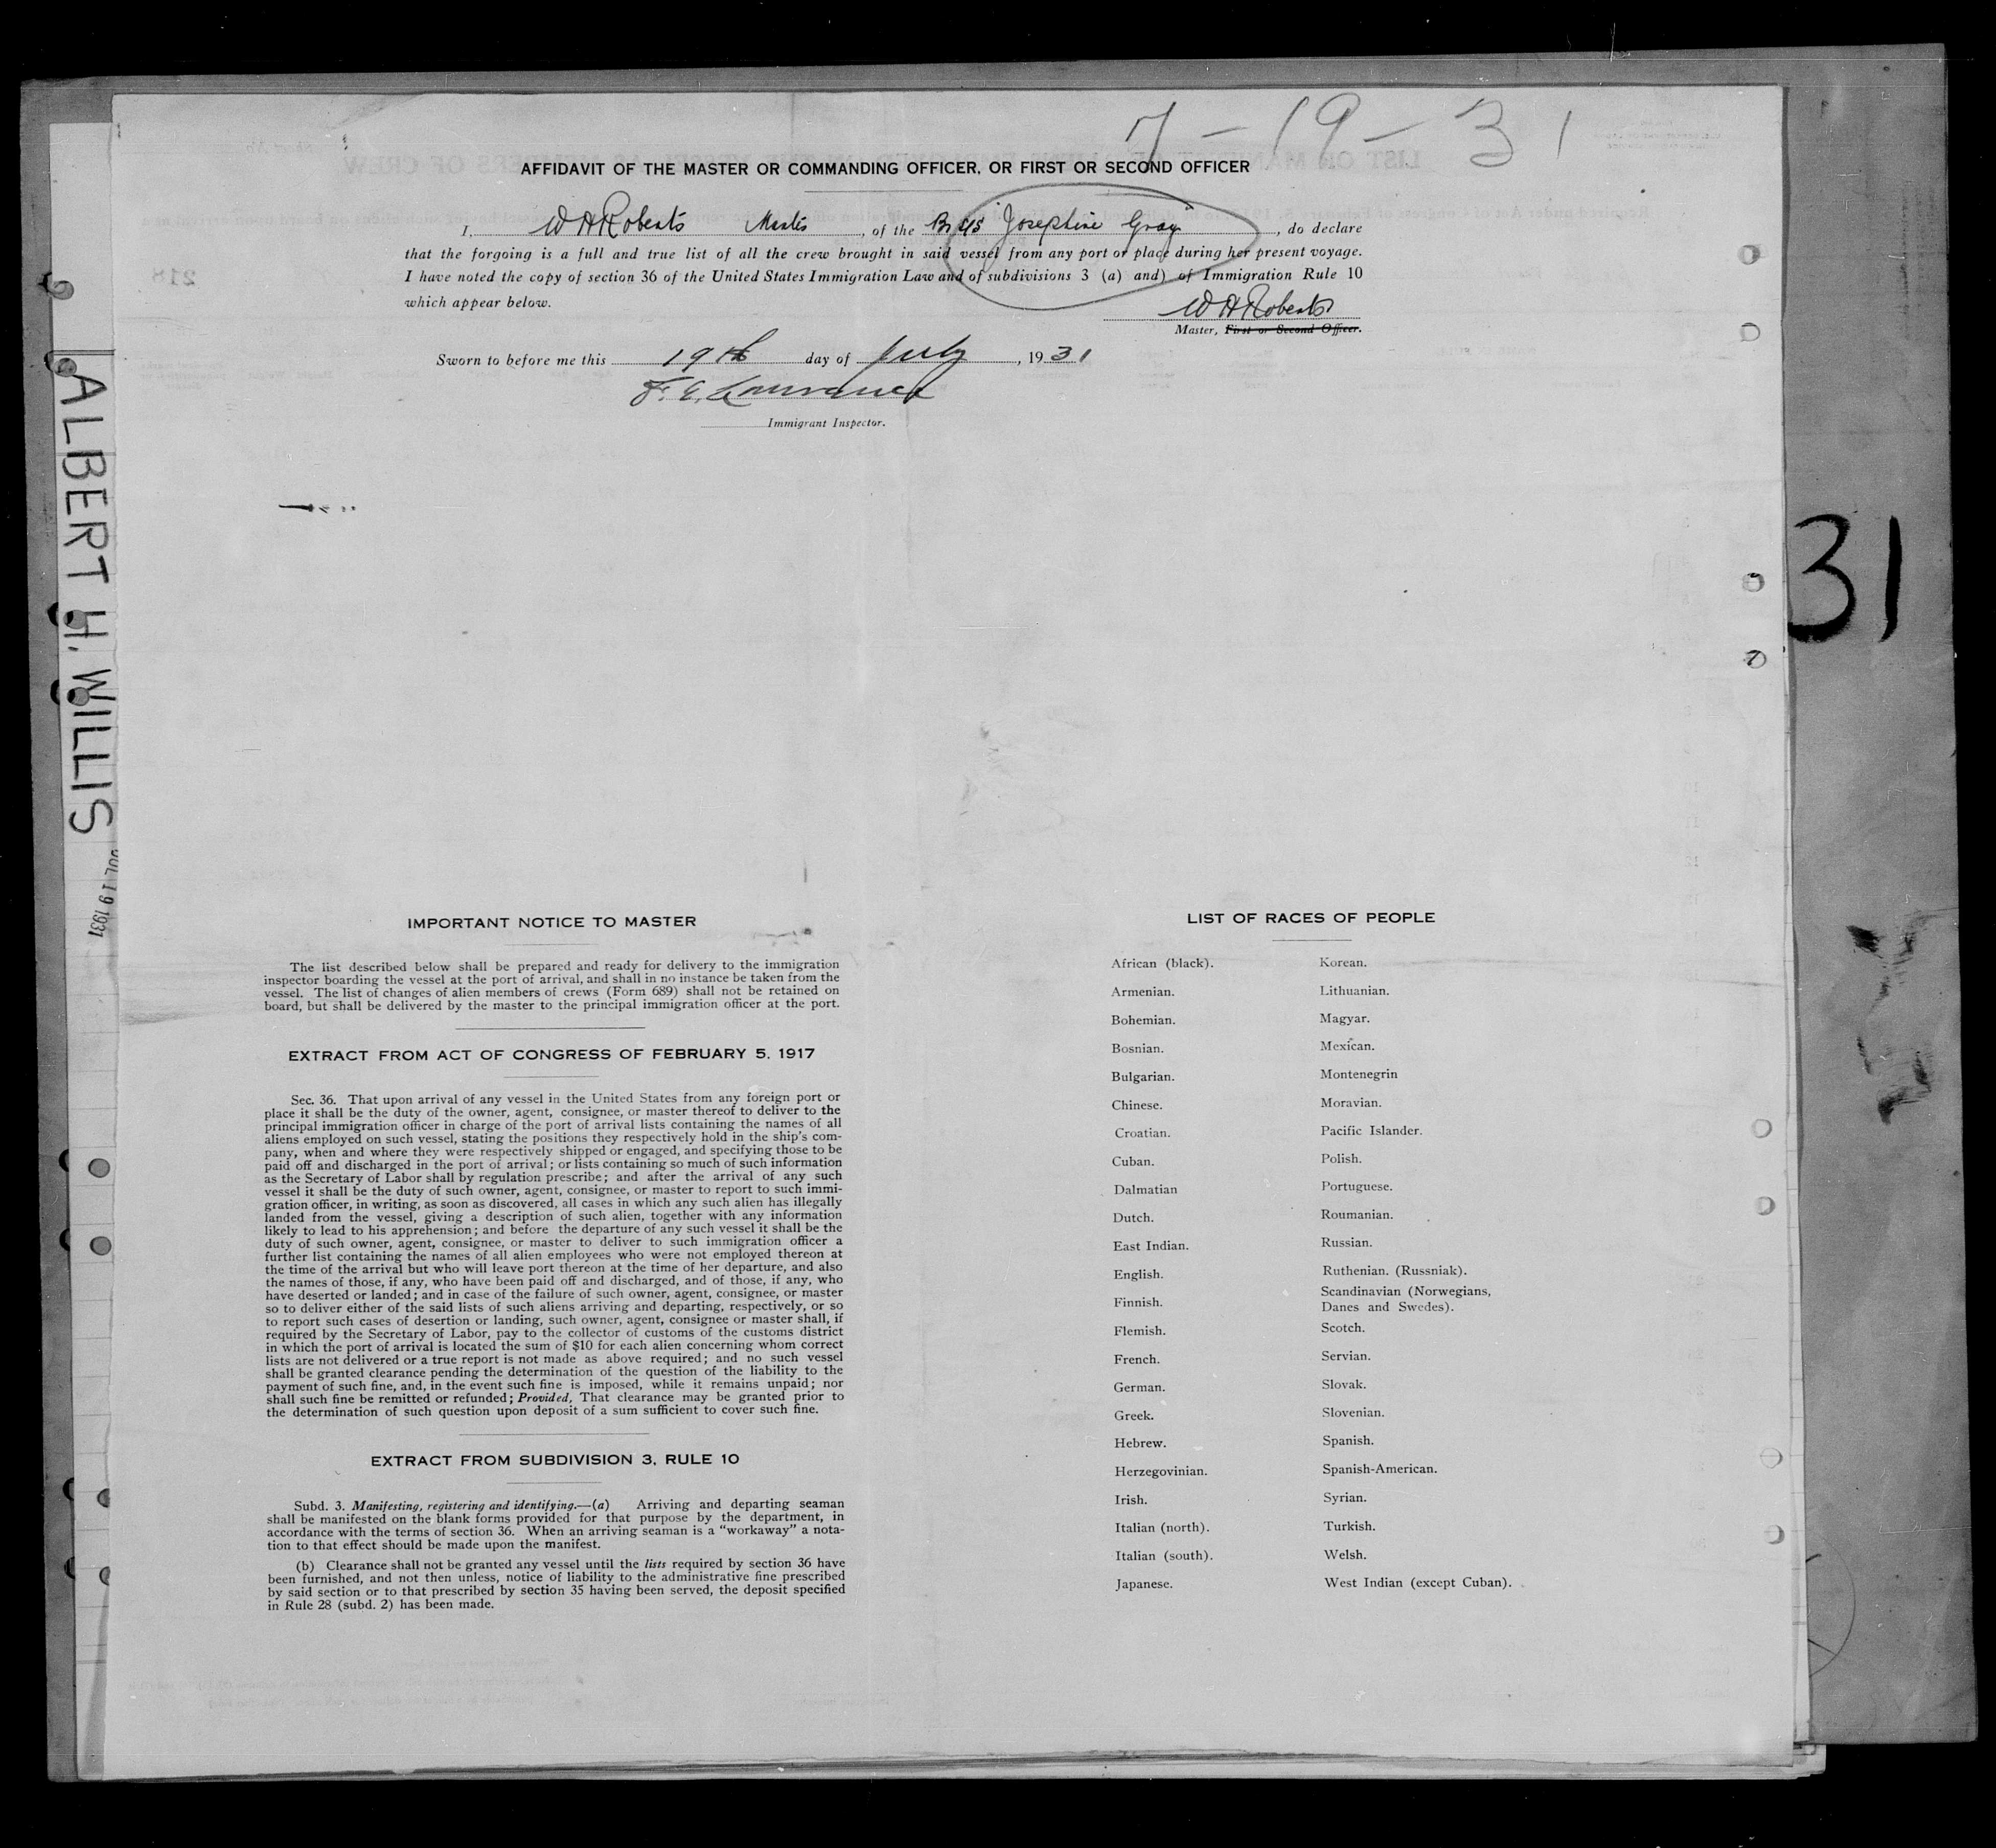 7-19-31
AFFIDAVIT OF THE MASTER OR COMMANDING OFFICER, OR FIRST OR SECOND OFFICER
I, W H Roberts Master, of the Br "Josephine Gray", do declare
that the forgoing is a full and true list of all the crew brought in said vessel from any port or place during her present voyage.
I have noted the copy of section 36 of the United States Immigration Law and of subdivisions 3 (a) and) of Immigration Rule 10
which appear below.
W H Roberts
Master, First or Second Officer.
Sworn to before me this 19th day of July, 1931
F. E. Lawrence
Immigrant Inspector.
ALBERT H. WILLIS
JUL 19 1931
31
218
IMPORTANT NOTICE TO MASTER
The list described below shall be prepared and ready for delivery to the immigration
inspector boarding the vessel at the port of arrival, and shall in no instance be taken from the
vessel. The list of changes of alien members of crews (Form 689) shall not be retained on
board, but shall be delivered by the master to the principal immigration officer at the port.
EXTRACT FROM ACT OF CONGRESS OF FEBRUARY 5, 1917
Sec. 36. That upon arrival of any vessel in the United States from any foreign port or
place it shall be the duty of the owner, agent, consignee, or master thereof to deliver to the
principal immigration officer in charge of the port of arrival lists containing the names of all
aliens employed on such vessel, stating the positions they respectively hold in the ship's com-
pany, when and where they were respectively shipped or engaged, and specifying those to be
paid off and discharged in the port of arrival; or lists containing so much of such information
as the Secretary of Labor shall by regulation prescribe; and after the arrival of any such
vessel it shall be the duty of such owner, agent, consignee, or master to report to such immi-
gration officer, in writing, as soon as discovered, all cases in which any such alien has illegally
landed from the vessel, giving a description of such alien, together with any information
likely to lead to his apprehension; and before the departure of any such vessel it shall be the
duty of such owner, agent, consignee, or master to deliver to such immigration officer a
further list containing the names of all alien employees who were not employed thereon at
the time of the arrival but who will leave port thereon at the time of her departure, and also
the names of those, if any, who have been paid off and discharged, and of those, if any, who
have deserted or landed; and in case of the failure of such owner, agent, consignee, or master
so to deliver either of the said lists of such aliens arriving and departing, respectively, or so
to report such cases of desertion or landing, such owner, agent, consignee or master shall, if
required by the Secretary of Labor, pay to the collector of customs of the customs district
in which the port of arrival is located the sum of $10 for each alien concerning whom correct
lists are not delivered or a true report is not made as above required; and no such vessel
shall be granted clearance pending the determination of the question of the liability to the
payment of such fine, and, in the event such fine is imposed, while it remains unpaid; nor
shall such fine be remitted or refunded; Provided, That clearance may be granted prior to
the determination of such question upon deposit of a sum sufficient to cover such fine.
EXTRACT FROM SUBDIVISION 3, RULE 10
Subd. 3. Manifesting, registering and identifying.—(a) Arriving and departing seaman
shall be manifested on the blank forms provided for that purpose by the department, in
accordance with the terms of section 36. When an arriving seaman is a "workaway" a nota-
tion to that effect should be made upon the manifest.
(b) Clearance shall not be granted any vessel until the lists required by section 36 have
been furnished, and not then unless, notice of liability to the administrative fine prescribed
by said section or to that prescribed by section 35 having been served, the deposit specified
in Rule 28 (subd. 2) has been made.
LIST OF RACES OF PEOPLE
African (black).
Armenian.
Bohemian.
Bosnian.
Bulgarian.
Chinese.
Croatian.
Cuban.
Dalmatian
Dutch.
East Indian.
English.
Finnish.
Flemish.
French.
German.
Greek.
Hebrew.
Herzegovinian.
Irish.
Italian (north).
Italian (south).
Japanese.
Korean.
Lithuanian.
Magyar.
Mexican.
Montenegrin
Moravian.
Pacific Islander.
Polish.
Portuguese.
Roumanian.
Russian.
Ruthenian. (Russniak).
Scandinavian (Norwegians,
Danes and Swedes).
Scotch.
Servian.
Slovak.
Slovenian.
Spanish.
Spanish-American.
Syrian.
Turkish.
Welsh.
West Indian (except Cuban).